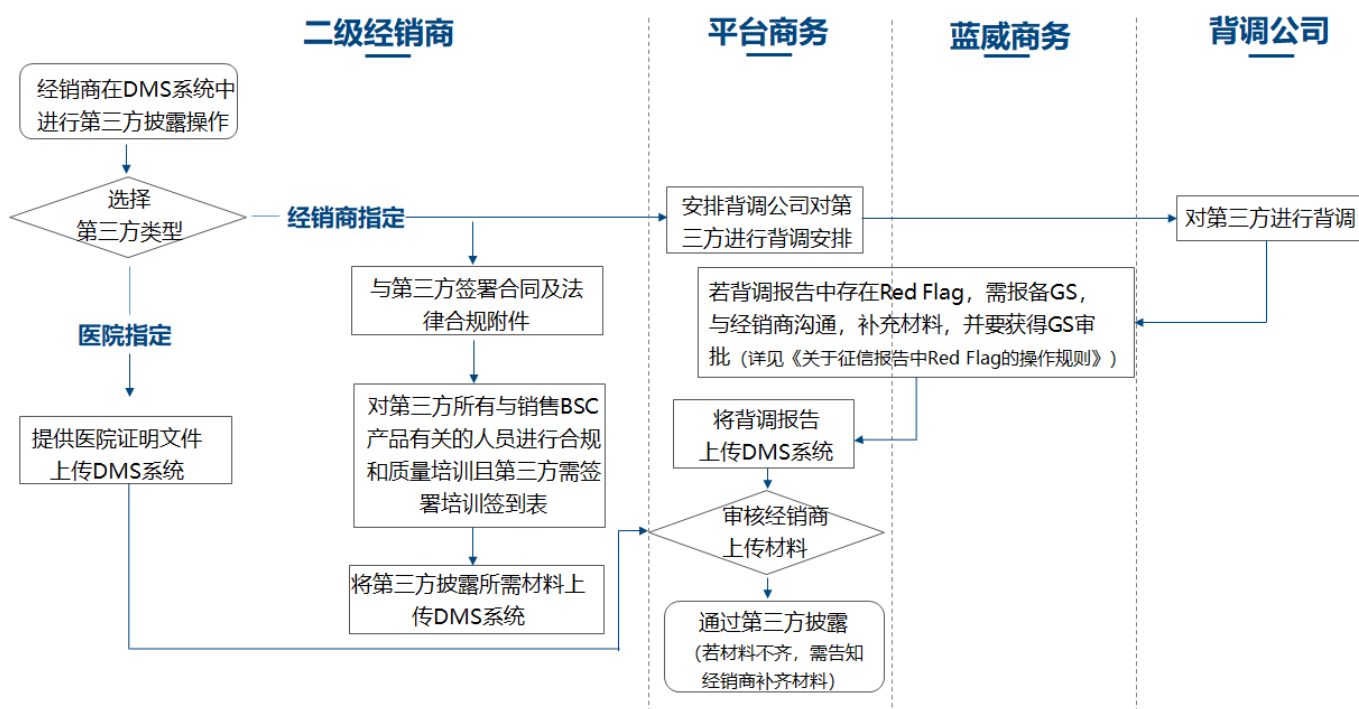 二级经销商
平台商务
蓝威商务
背调公司
经销商在DMS系统中
进行第三方披露操作
选择
第三方类型
经销商指定
安排背调公司对第
三方进行背调安排
对第三方进行背调
与第三方签署合同及法
律合规附件
若背调报告中存在Red Flag，需报备GS，
与经销商沟通，补充材料，并要获得GS审
批（详见《关于征信报告中Red Flag的操作规则》）
医院指定
对第三方所有与销售BSC
产品有关的人员进行合规
和质量培训且第三方需签
署培训签到表
将背调报告
上传DMS系统
提供医院证明文件
上传DMS系统
审核经销商
上传材料
将第三方披露所需材料上
传DMS系统
通过第三方披露
（若材料不齐，需告知
经销商补齐材料）